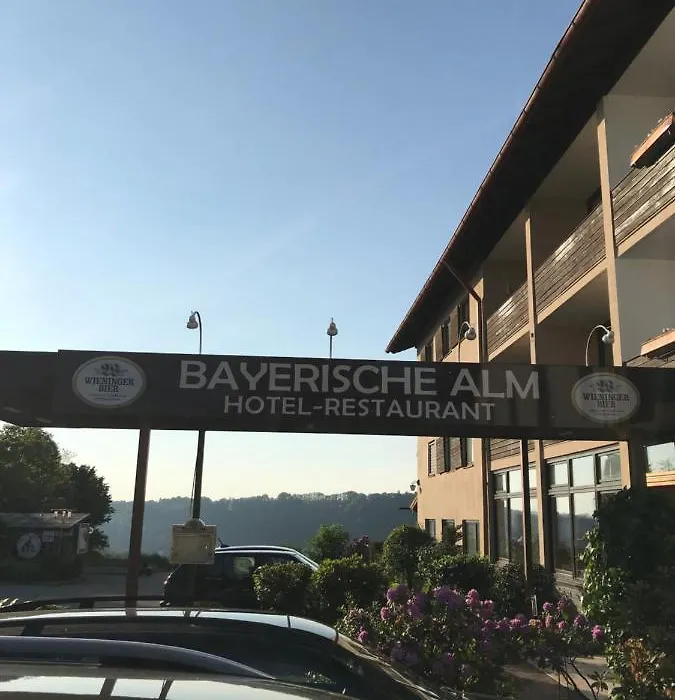 WIENINGER
BIER
BAYERISCHE ALM
HOTEL-RESTAURANT
WIENINGER
BIER